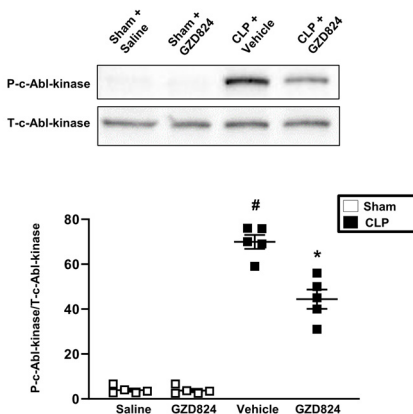 Sham +
Saline
Sham +
GZD824
CLP +
Vehicle
CLP +
GZD824
P-c-Abl-kinase
T-c-Abl-kinase
Sham
CLP
P-c-Abl-kinase/T-c-Abl-kinase
80
60
40
20
0
#
*
Saline GZD824 Vehicle GZD824